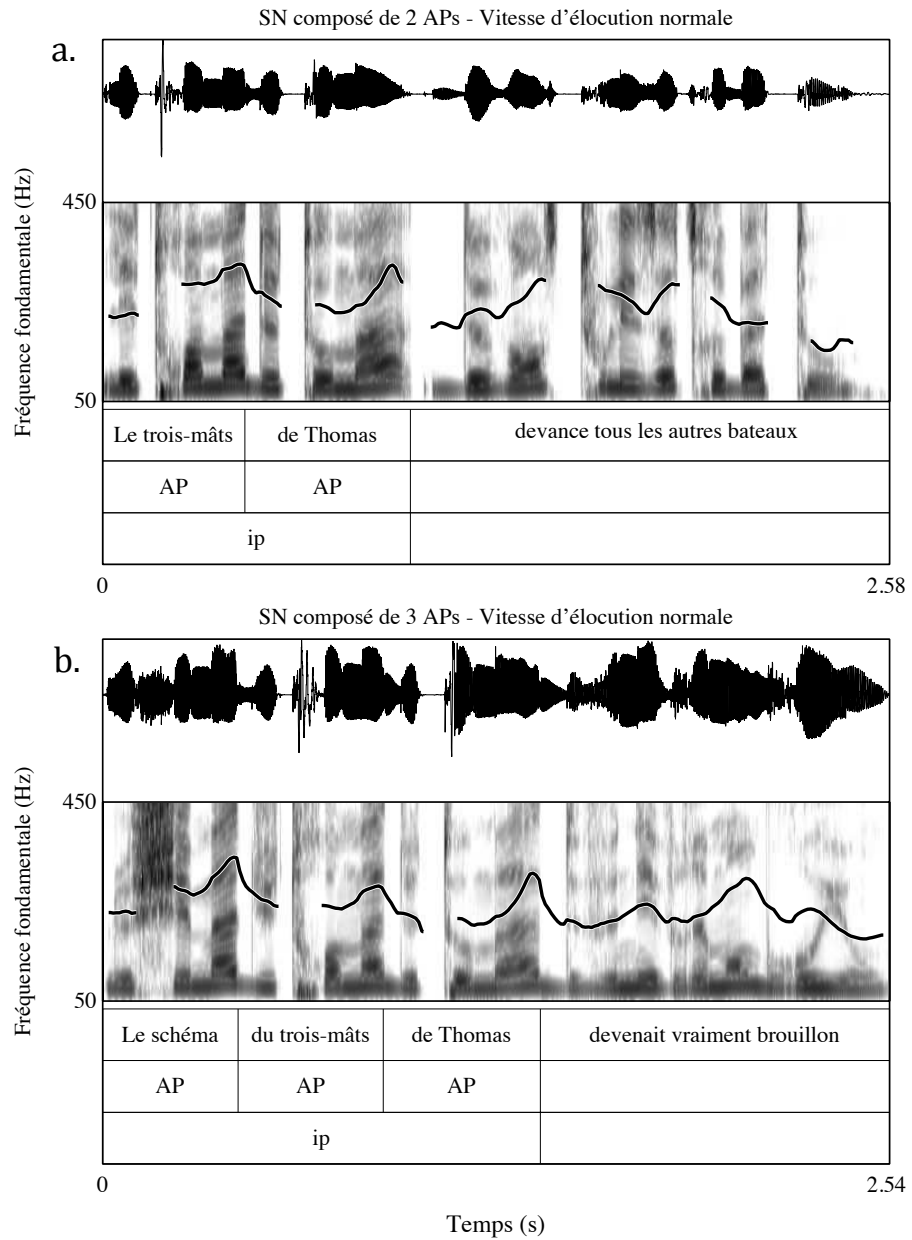 SN composé de 2 APs - Vitesse d'élocution normale
a.
Fréquence fondamentale (Hz)
450
50
Le trois-mâts de Thomas devance tous les autres bateaux
AP AP
ip
0 2.58
SN composé de 3 APs - Vitesse d'élocution normale
b.
Fréquence fondamentale (Hz)
450
50
Le schéma du trois-mâts de Thomas devenait vraiment brouillon
AP AP AP
ip
0 2.54
Temps (s)